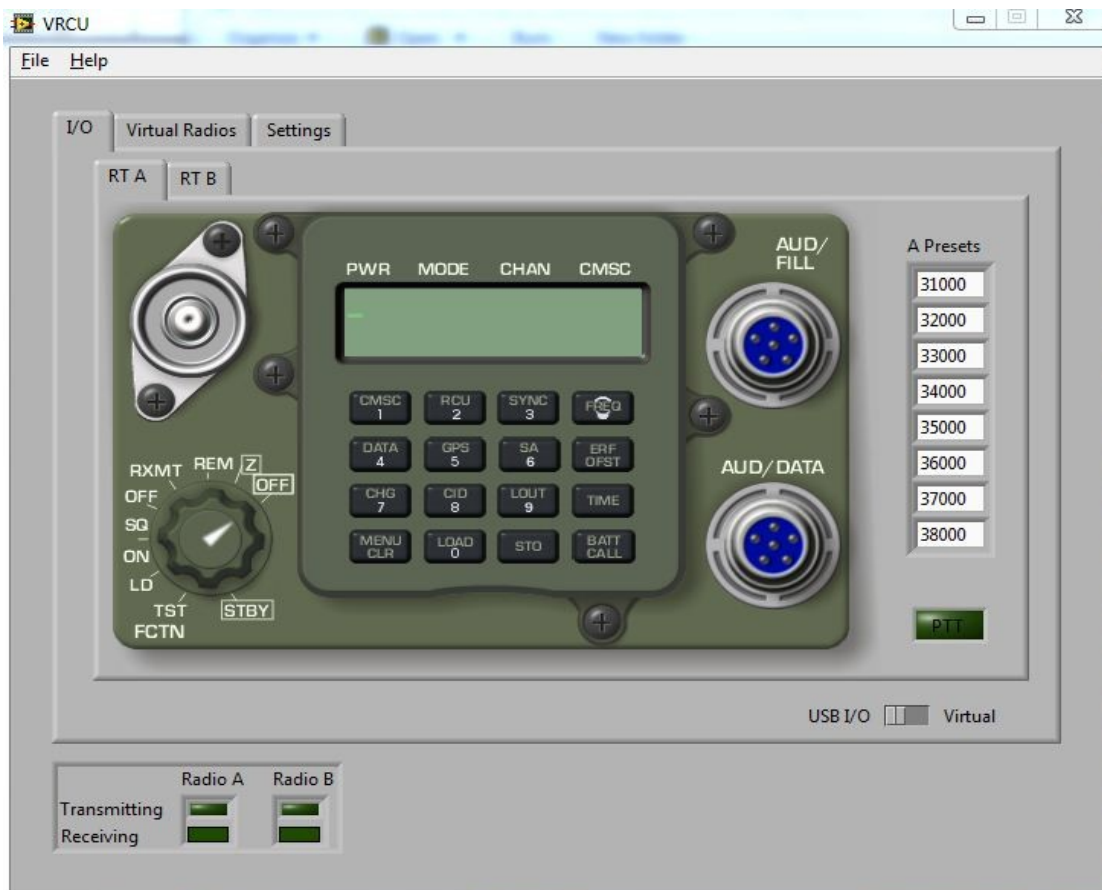 VRCU
File Help
I/O Virtual Radios Settings
RT A RT B
PWR MODE CHAN CMSC
AUD/
FILL
A Presets
31000
32000
33000
34000
35000
36000
37000
38000
CMSC
1
RCU
2
SYNC
3
FREQ
DATA
4
GPS
5
SA
6
ERF
OFST
CHG
7
CID
8
LOUT
9
TIME
MENU
CLR
LOAD
0
STO
BATT
CALL
AUD/DATA
RXMT REM Z
OFF OFF
SQ
ON
LD
TST STBY
FCTN
PTT
USB I/O Virtual
Radio A Radio B
Transmitting
Receiving